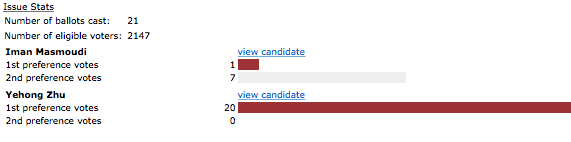 Issue Stats
Number of ballots cast: 21
Number of eligible voters: 2147
Iman Masmoudi view candidate
1st preference votes 1
2nd preference votes 7
Yehong Zhu view candidate
1st preference votes 20
2nd preference votes 0